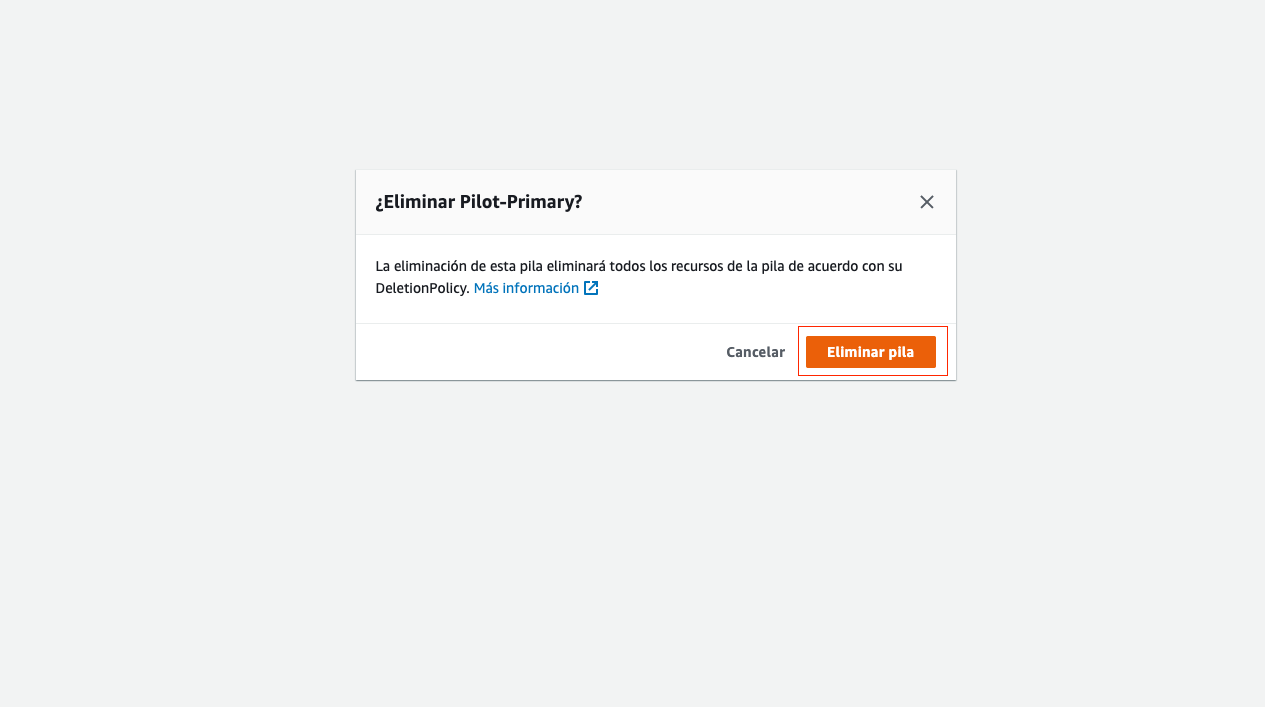 ¿Eliminar Pilot-Primary?
La eliminación de esta pila eliminará todos los recursos de la pila de acuerdo con su
DeletionPolicy. Más información
Cancelar
Eliminar pila